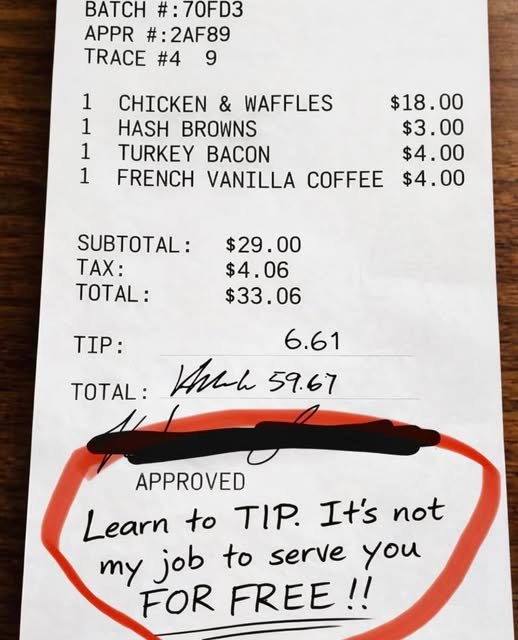 BATCH #:70FD3
APPR #:2AF89
TRACE #4 9
1 CHICKEN & WAFFLES $18.00
1 HASH BROWNS $3.00
1 TURKEY BACON $4.00
1 FRENCH VANILLA COFFEE $4.00
SUBTOTAL: $29.00
TAX: $4.06
TOTAL: $33.06
TIP: 6.61
TOTAL: 59.67
APPROVED
Learn to TIP. It's not
my job to serve you
FOR FREE!!